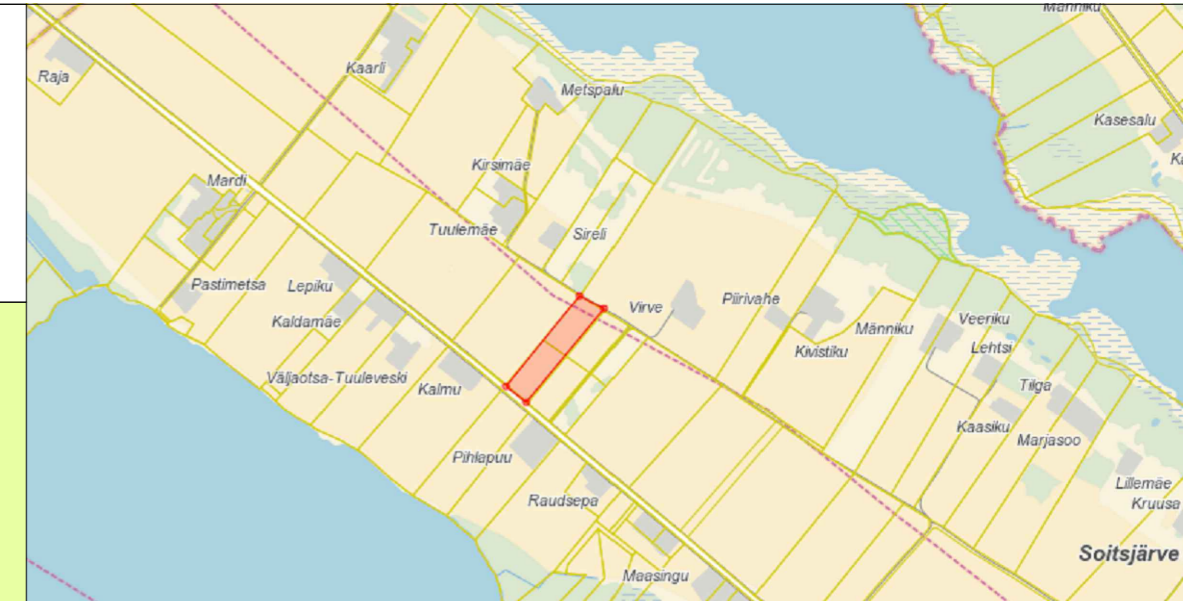 Männiku
Raja
Kaarli
Metspalu
Kasesalu
Kirsimäe
Mardi
Tuulemäe
Sireli
Pastimetsa
Lepiku
Virve
Piirivahe
Kaldamäe
Männiku
Veeriku
Kivistiku
Lehtsi
Väljaotsa-Tuuleveski
Kalmu
Tilga
Kaasiku
Marjasoo
Pihlapuu
Raudsepa
Lillemäe
Kruusa
Soitsjärve
Maasingu